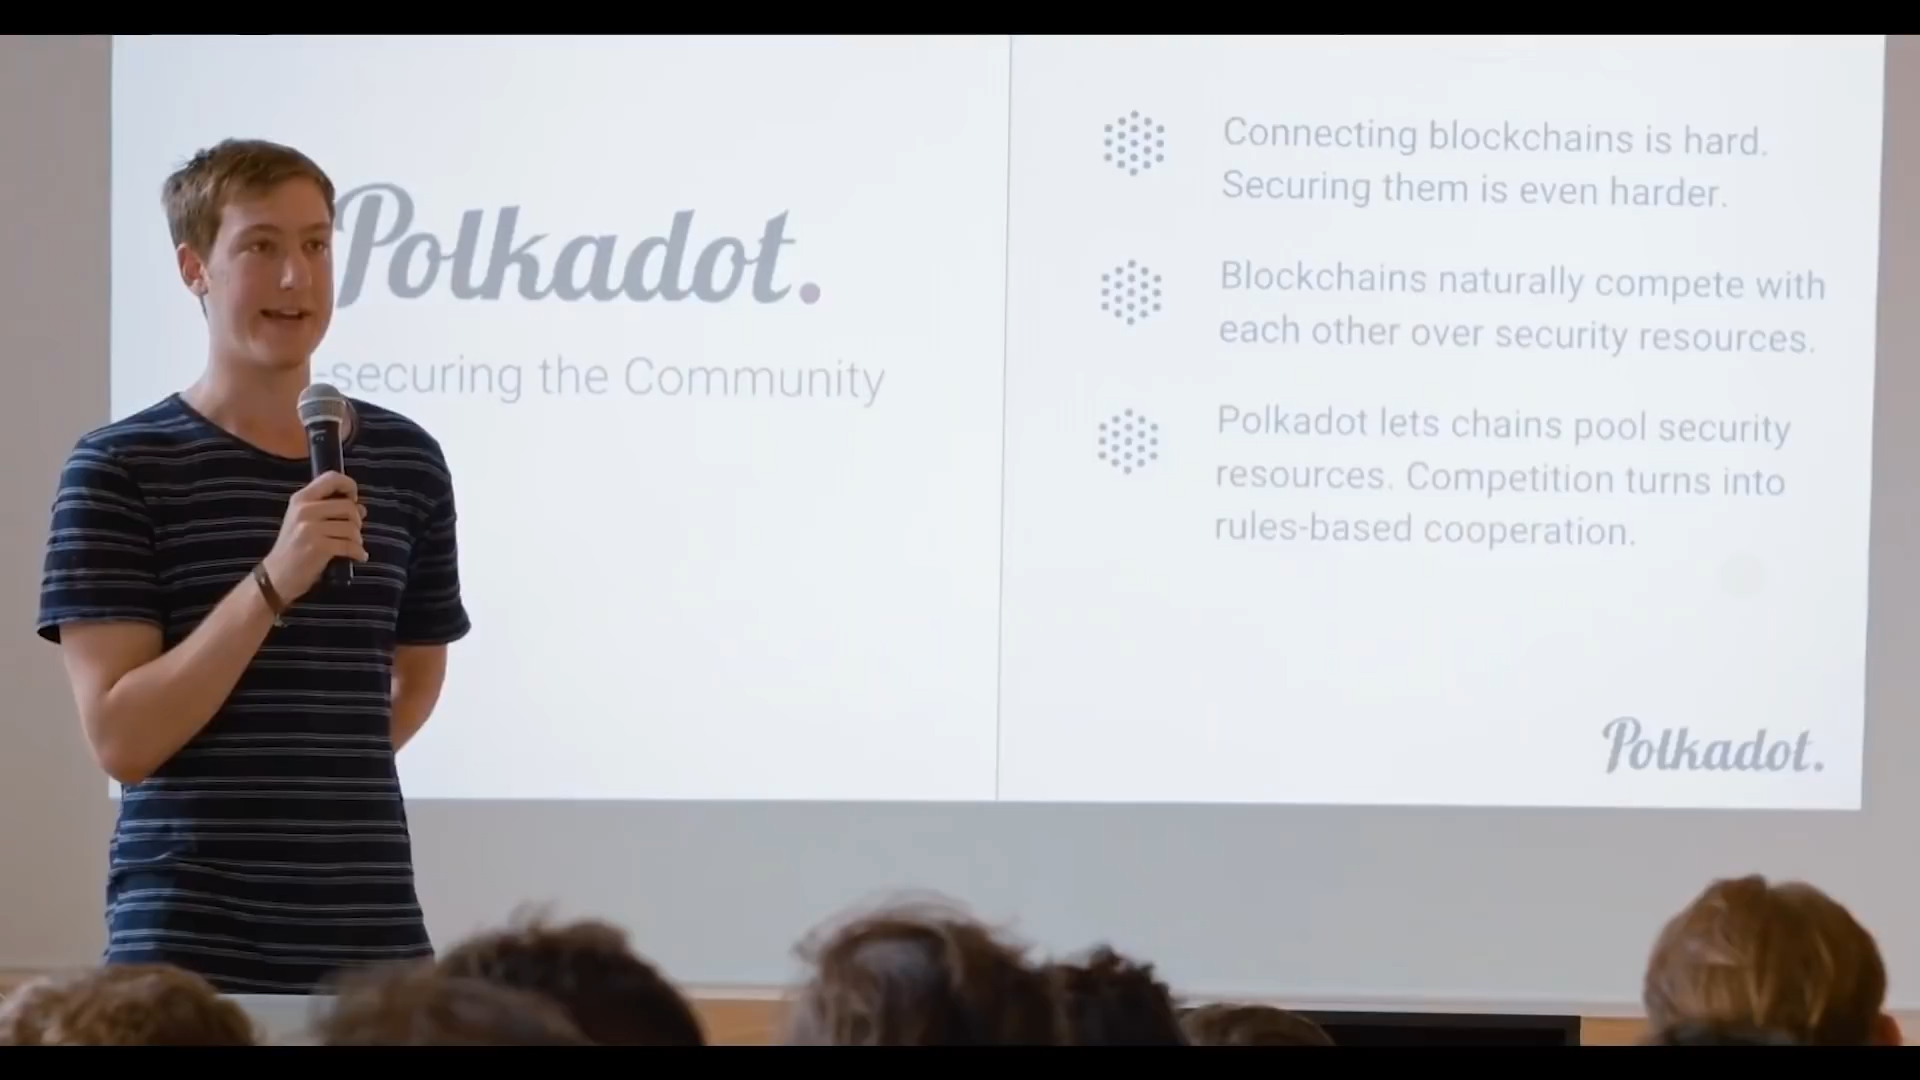 Polkadot.
-securing the Community
Connecting blockchains is hard.
Securing them is even harder.
Blockchains naturally compete with
each other over security resources.
Polkadot lets chains pool security
resources. Competition turns into
rules-based cooperation.
Polkadot.